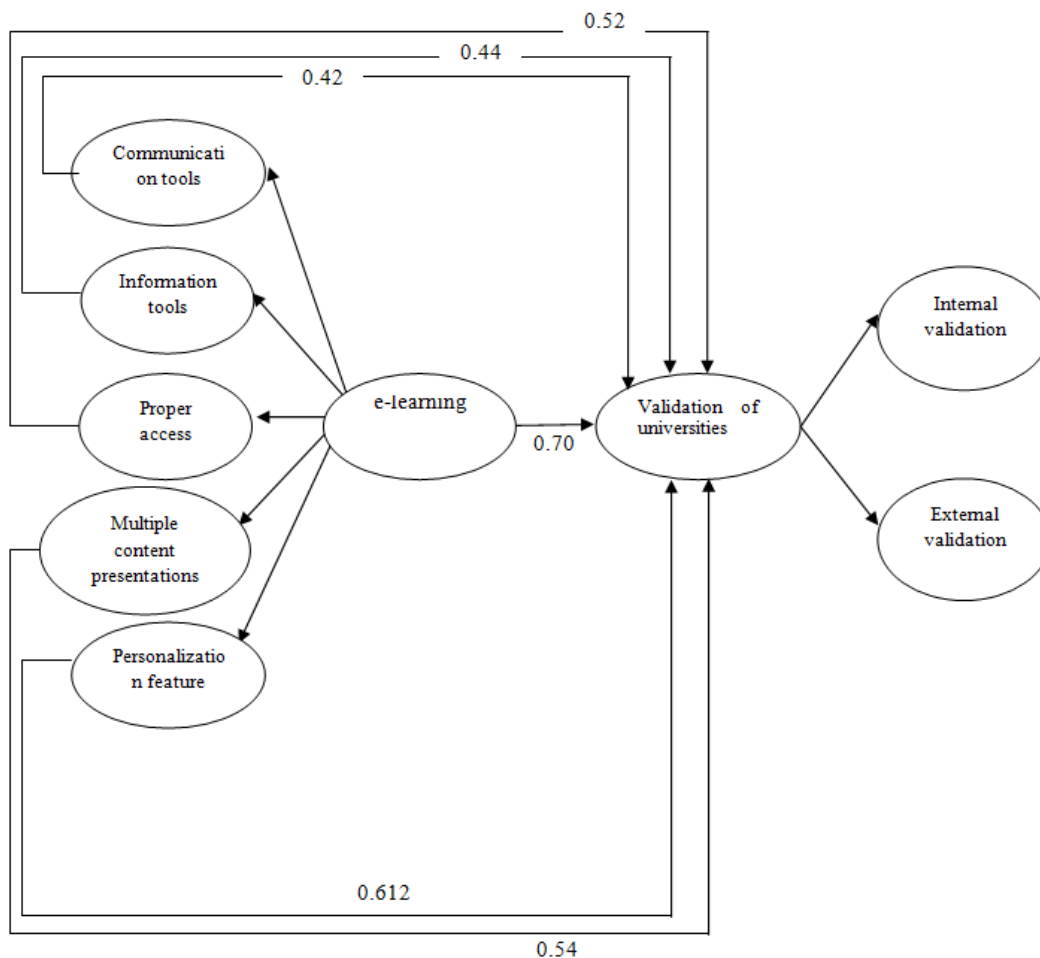 0.52
0.44
0.42
Communicati
on tools
Information
tools
Proper
access
Multiple
content
presentations
Personalizatio
n feature
e-learning
0.70
Validation of
universities
Internal
validation
External
validation
0.612
0.54